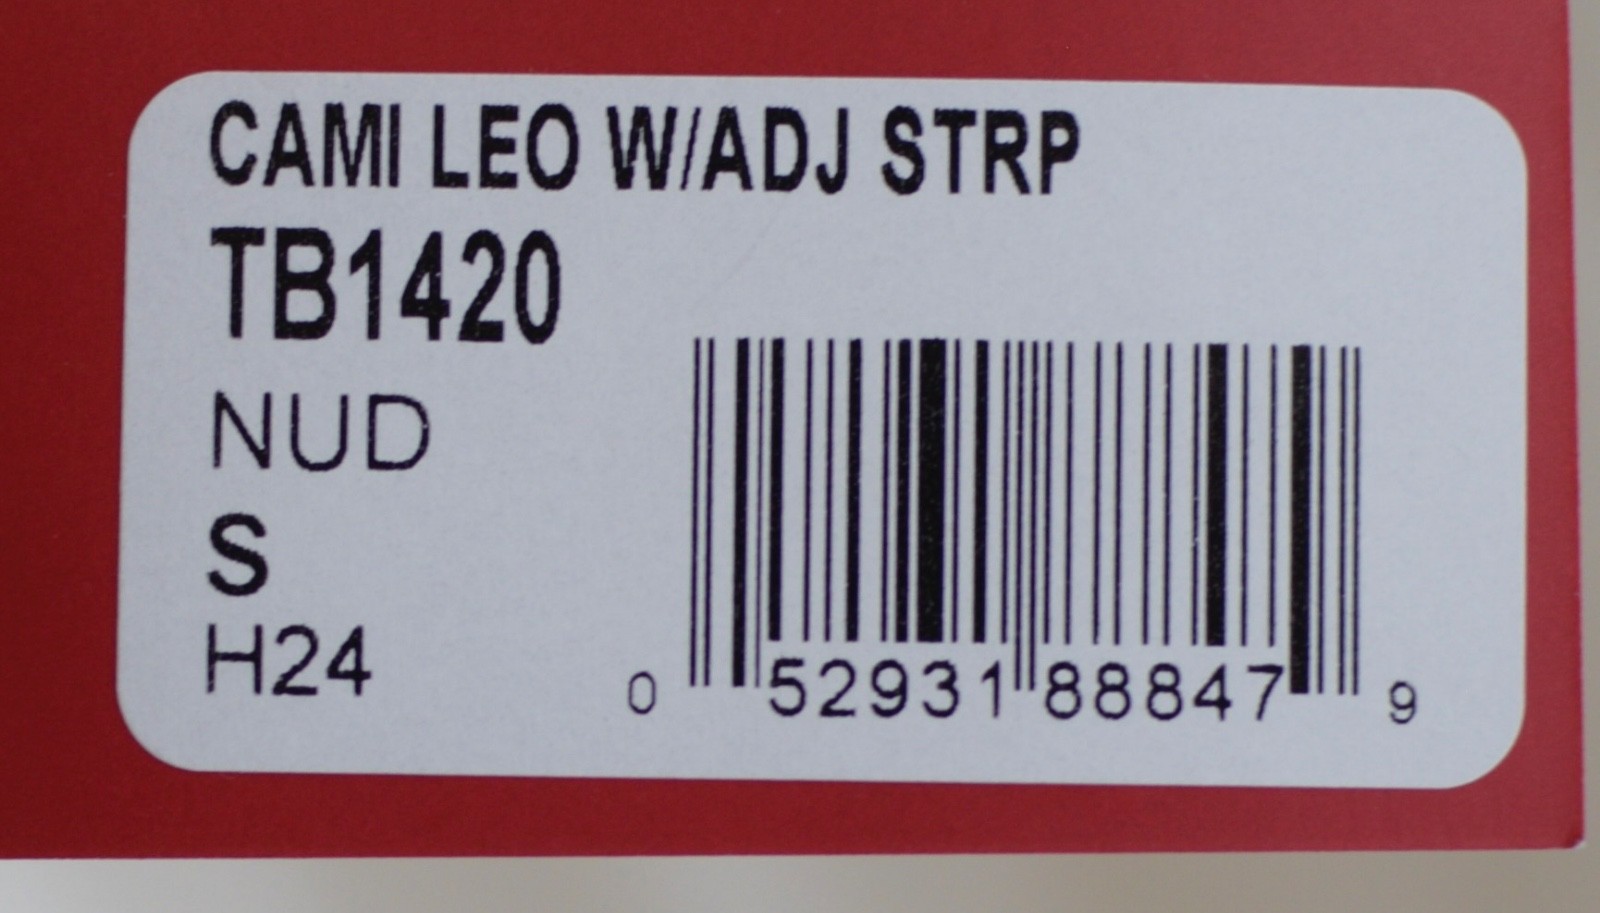 CAMI LEO W/ADJ STRP
TB1420
NUD
S
H24
0 52931 88847 9